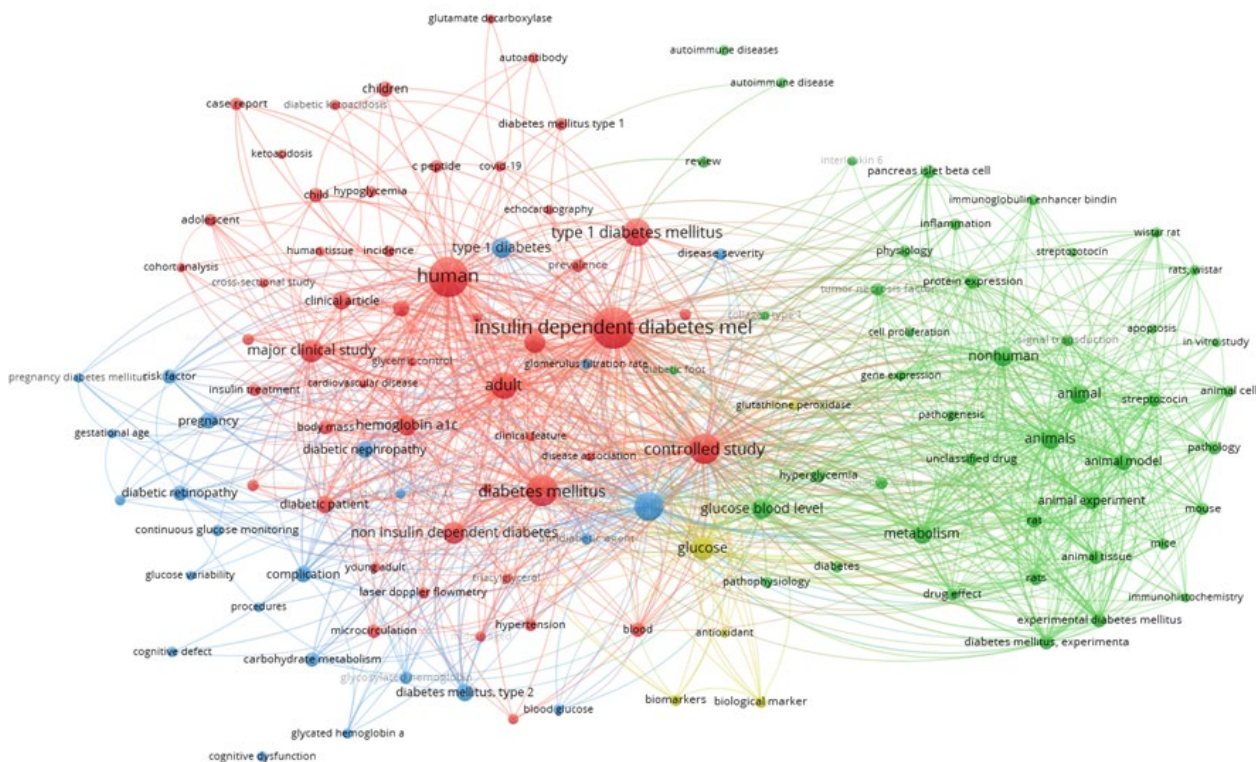 glutamate decarboxylase
autoimmune diseases
autoantibody
autoimmune disease
children
case report
diabetic ketoacidosis
diabetes mellitus type 1
ketoacidosis
c peptide
covid-19
review
interleukin 6
pancreas islet beta cell
child
hypoglycemia
immunoglobulin enhancer bindin
echocardiography
adolescent
type 1 diabetes mellitus
inflammation
wistar rat
human tissue
incidence
type 1 diabetes
disease severity
physiology
streptozotocin
cohort analysis
prevalence
rats, wistar
human
cross-sectional study
protein expression
tumor necrosis factor
clinical article
collagen type 1
insulin dependent diabetes mel
cell proliferation
apoptosis
signal transduction
in vitro study
major clinical study
glycemic control
glomerulus filtration rate
nonhuman
diabetic foot
pregnancy diabetes mellitus
risk factor
gene expression
insulin treatment
cardiovascular disease
adult
animal
streptozocin
animal cell
glutathione peroxidase
pathogenesis
pregnancy
gestational age
body mass
hemoglobin a1c
clinical feature
animals
diabetic nephropathy
controlled study
disease association
unclassified drug
animal model
pathology
hyperglycemia
diabetic retinopathy
diabetes mellitus
diabetic patient
glucose blood level
animal experiment
mouse
continuous glucose monitoring
non insulin dependent diabetes
rat
metabolism
glucose
mice
animal tissue
young adult
diabetes
glucose variability
complication
triacylglycerol
pathophysiology
rats
laser doppler flowmetry
drug effect
immunohistochemistry
procedures
hypertension
experimental diabetes mellitus
microcirculation
blood
antioxidant
diabetes mellitus, experimenta
cognitive defect
carbohydrate metabolism
glycosylated hemoglobin
diabetes mellitus, type 2
biomarkers
biological marker
blood glucose
glycated hemoglobin a
cognitive dysfunction